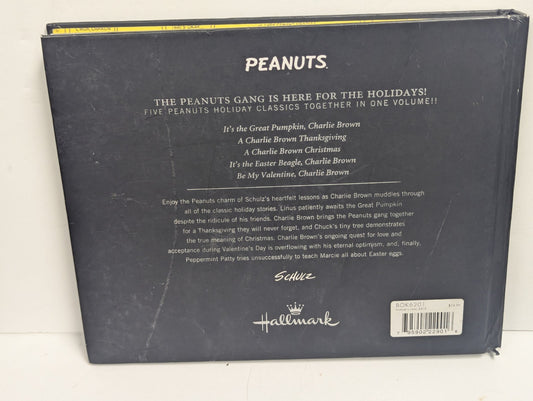 PEANUTS
THE PEANUTS GANG IS HERE FOR THE HOLIDAYS!
FIVE PEANUTS HOLIDAY CLASSICS TOGETHER IN ONE VOLUME!!
It's the Great Pumpkin, Charlie Brown
A Charlie Brown Thanksgiving
A Charlie Brown Christmas
It's the Easter Beagle, Charlie Brown
Be My Valentine, Charlie Brown
Enjoy the Peanuts charm of Schulz's heartfelt lessons as Charlie Brown muddles through
all of the classic holiday stories. Linus patiently awaits the Great Pumpkin
despite the ridicule of his friends. Charlie Brown brings the Peanuts gang together
for a Thanksgiving they will never forget, and Chuck's tiny tree demonstrates
the true meaning of Christmas. Charlie Brown's ongoing quest for love and
acceptance during Valentine's Day is overflowing with his eternal optimysm, and, finally,
Peppermint Patty tries unsuccessfully to teach Marcie all about Easter eggs.
SCHULZ
Hallmark
BOK6201
7 95902 22901 6